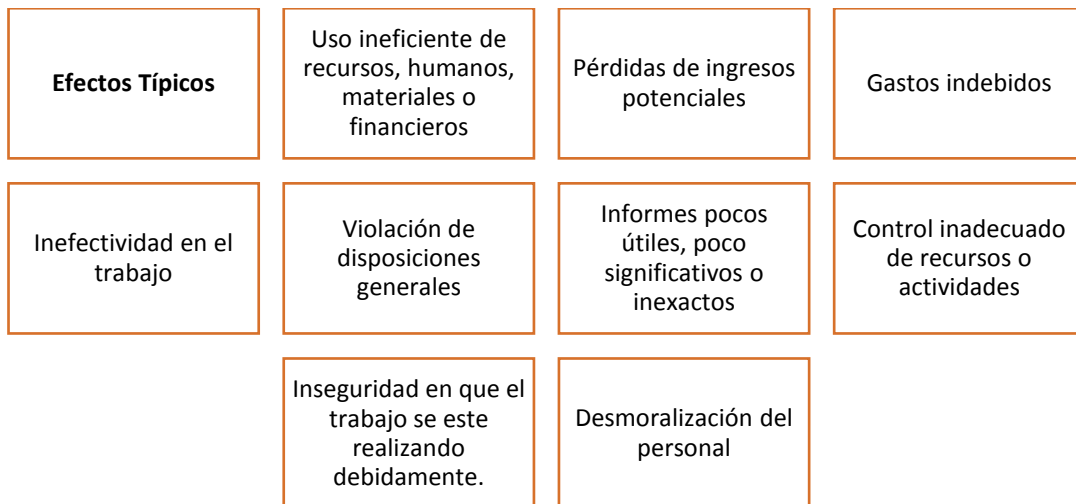 Efectos Típicos
Uso ineficiente de
recursos, humanos,
materiales o
financieros
Pérdidas de ingresos
potenciales
Gastos indebidos
Inefectividad en el
trabajo
Violación de
disposiciones
generales
Informes pocos
útiles, poco
significativos o
inexactos
Control inadecuado
de recursos o
actividades
Inseguridad en que el
trabajo se este
realizando
debidamente.
Desmoralización del
personal